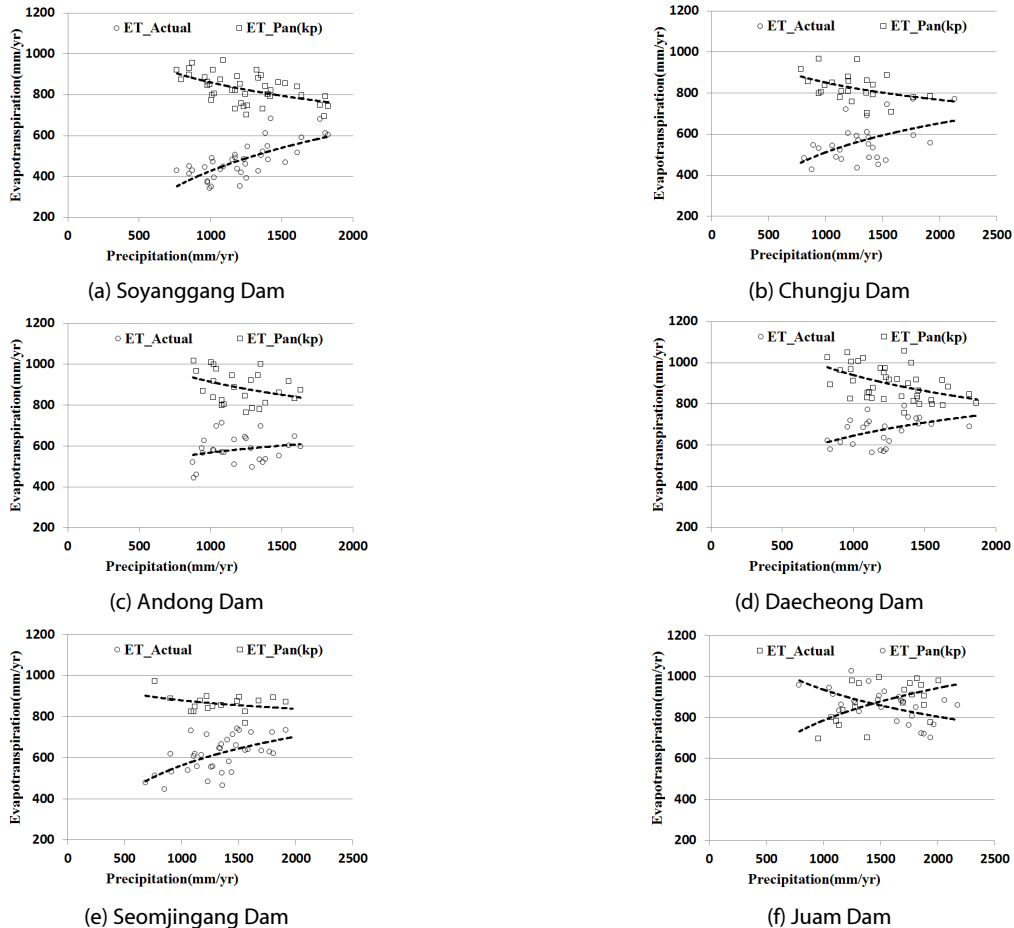 ET_Actual ET_Pan(kp)
Evapotranspiration(mm/yr)
1000
800
600
400
200
0 500 1000 1500 2000
Precipitation(mm/yr)
(a) Soyanggang Dam
ET_Actual ET_Pan(kp)
Evapotranspiration(mm/yr)
1000
800
600
400
200
0 500 1000 1500 2000 2500
Precipitation(mm/yr)
(b) Chungju Dam
ET_Actual ET_Pan(kp)
Evapotranspiration(mm/yr)
1200
1000
800
600
400
200
0 500 1000 1500 2000
Precipitation(mm/yr)
(c) Andong Dam
ET_Actual ET_Pan(kp)
Evapotranspiration(mm/yr)
1200
1000
800
600
400
200
0 500 1000 1500 2000
Precipitation(mm/yr)
(d) Daecheong Dam
ET_Actual ET_Pan(kp)
Evapotranspiration(mm/yr)
1200
1000
800
600
400
200
0 500 1000 1500 2000 2500
Precipitation(mm/yr)
(e) Seomjingang Dam
ET_Actual ET_Pan(kp)
Evapotranspiration(mm/yr)
1200
1000
800
600
400
200
0 500 1000 1500 2000 2500
Precipitation(mm/yr)
(f) Juam Dam